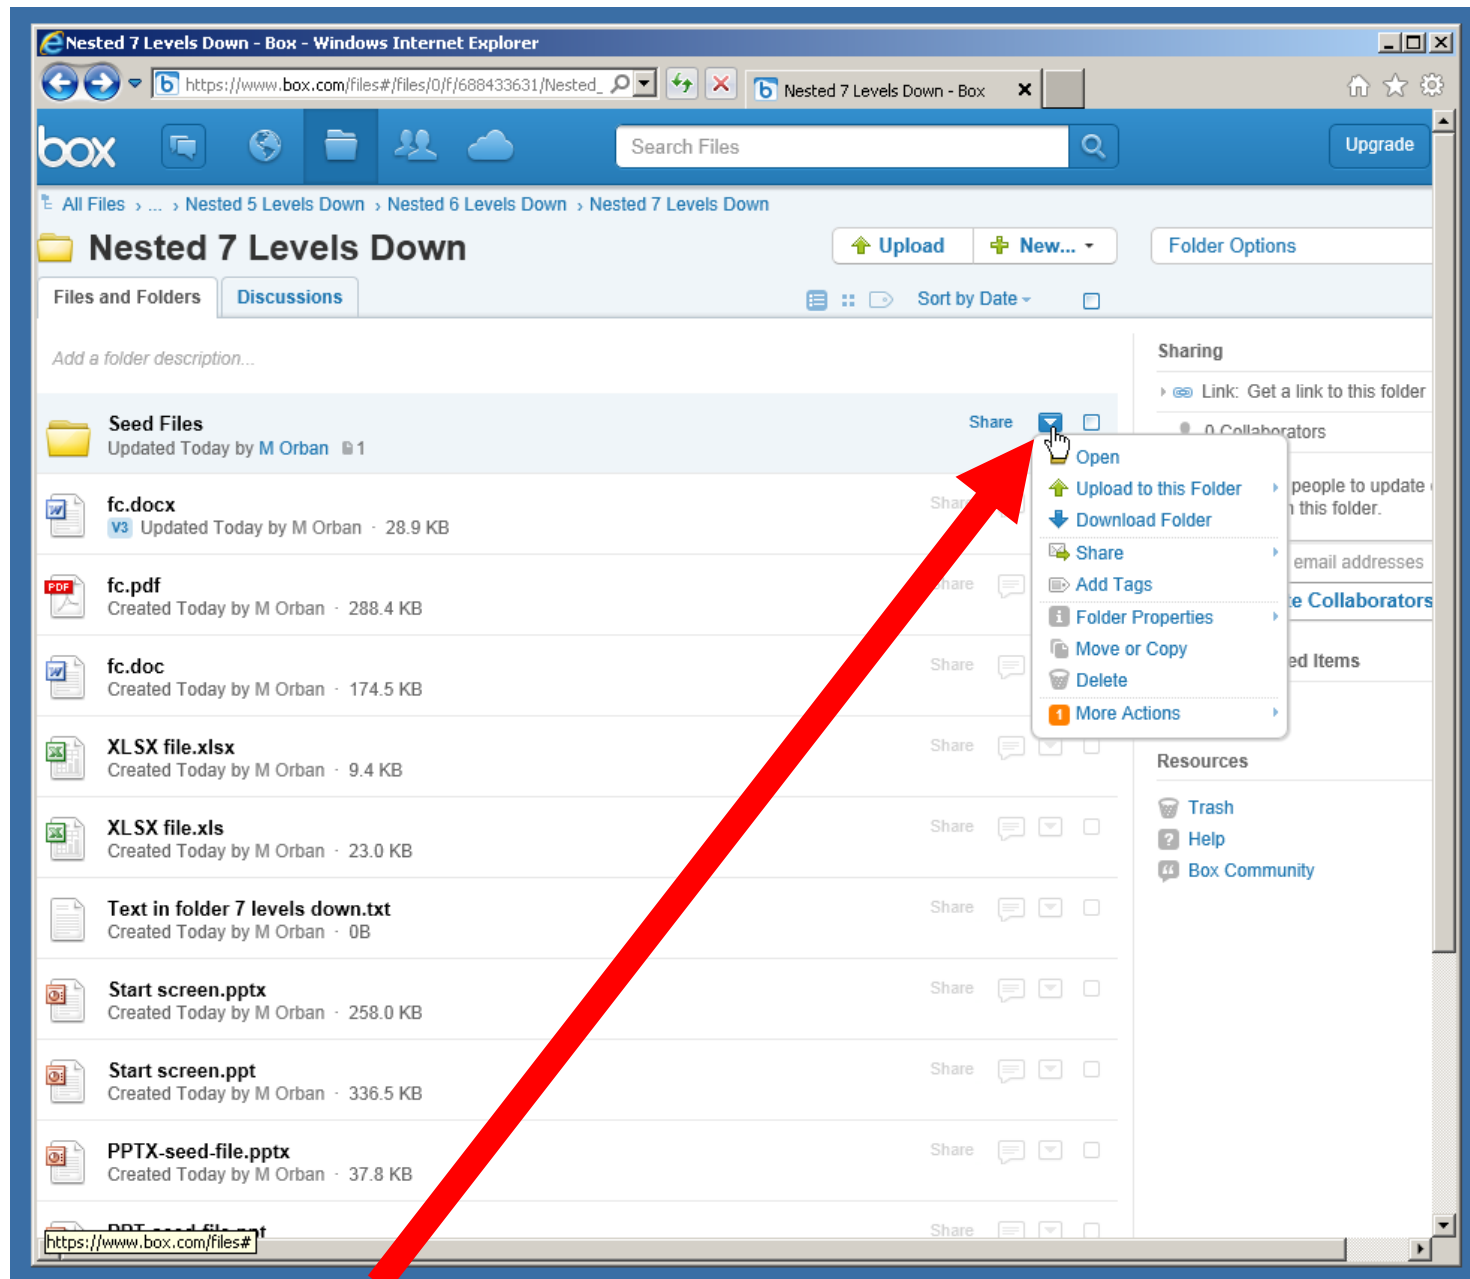 Nested 7 Levels Down - Box - Windows Internet Explorer
https://www.box.com/files#/files/0/f/688433631/Nested_
Nested 7 Levels Down - Box
box
Search Files
Upgrade
All Files › ... › Nested 5 Levels Down › Nested 6 Levels Down › Nested 7 Levels Down
Nested 7 Levels Down
Upload
New...
Folder Options
Files and Folders
Discussions
Sort by Date
Add a folder description...
Sharing
Link: Get a link to this folder
0 Collaborators
people to update
this folder.
email addresses
Collaborators
Items
Seed Files
Share
Updated Today by M Orban 1
Open
Upload to this Folder
Download Folder
Share
Add Tags
Folder Properties
Move or Copy
Delete
1 More Actions
fc.docx
V3 Updated Today by M Orban · 28.9 KB
PDF
fc.pdf
Created Today by M Orban · 288.4 KB
fc.doc
Share
Created Today by M Orban · 174.5 KB
XLSX file.xlsx
Share
Created Today by M Orban · 9.4 KB
XLSX file.xls
Share
Created Today by M Orban · 23.0 KB
Text in folder 7 levels down.txt
Share
Created Today by M Orban · 0B
Start screen.pptx
Share
Created Today by M Orban · 258.0 KB
Start screen.ppt
Share
Created Today by M Orban · 336.5 KB
PPTX-seed-file.pptx
Share
Created Today by M Orban · 37.8 KB
Share
https://www.box.com/files#
Resources
Trash
Help
Box Community